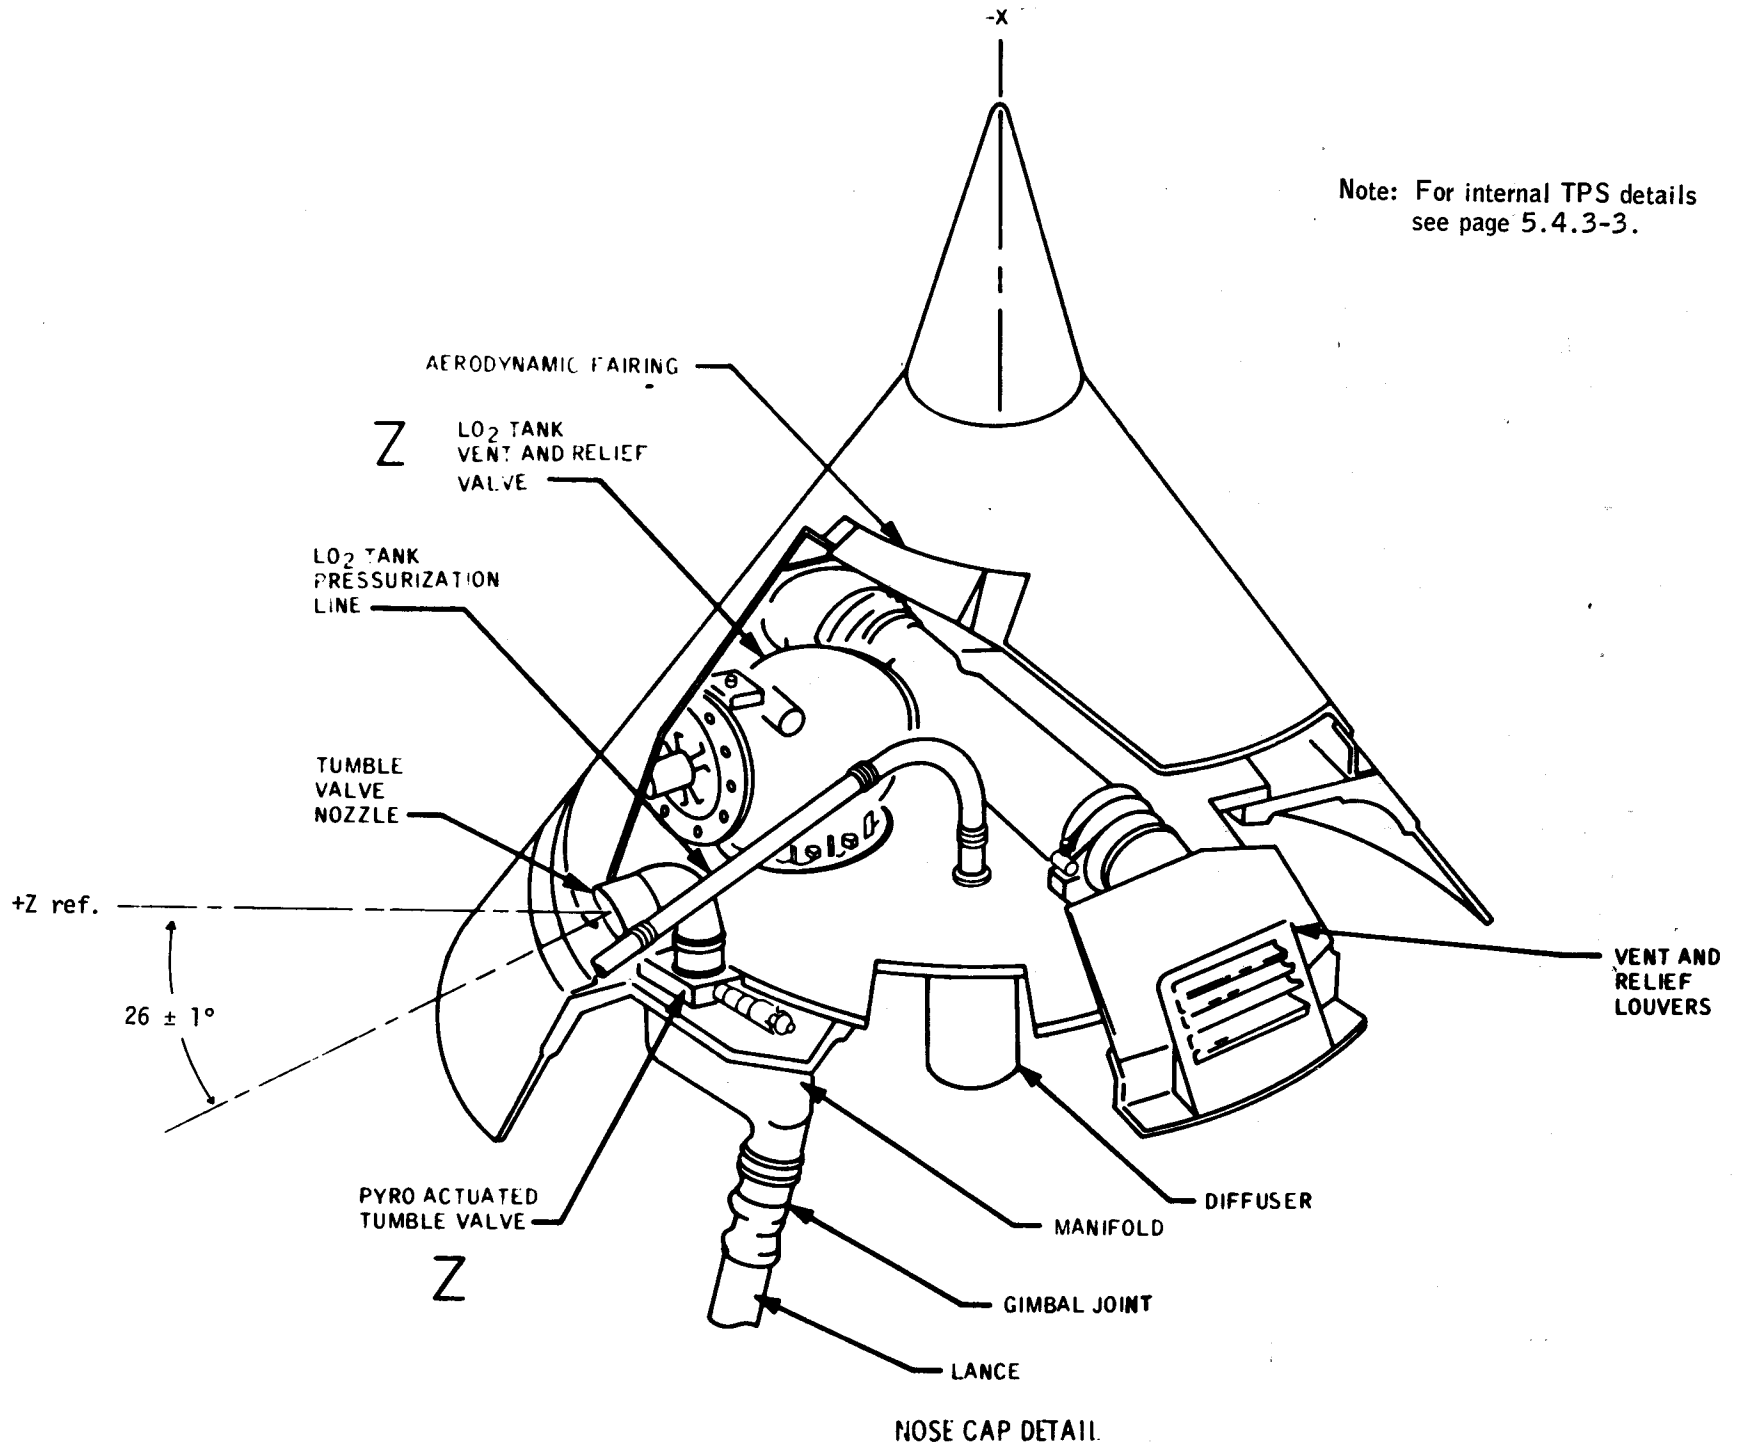 -X
Note: For internal TPS details
see page 5.4.3-3.
AERODYNAMIC FAIRING
Z
LO2 TANK
VENT AND RELIEF
VALVE
LO2 TANK
PRESSURIZATION
LINE
TUMBLE
VALVE
NOZZLE
+Z ref.
26 ± 1°
VENT AND
RELIEF
LOUVERS
PYRO ACTUATED
TUMBLE VALVE
Z
DIFFUSER
MANIFOLD
GIMBAL JOINT
LANCE
NOSE CAP DETAIL